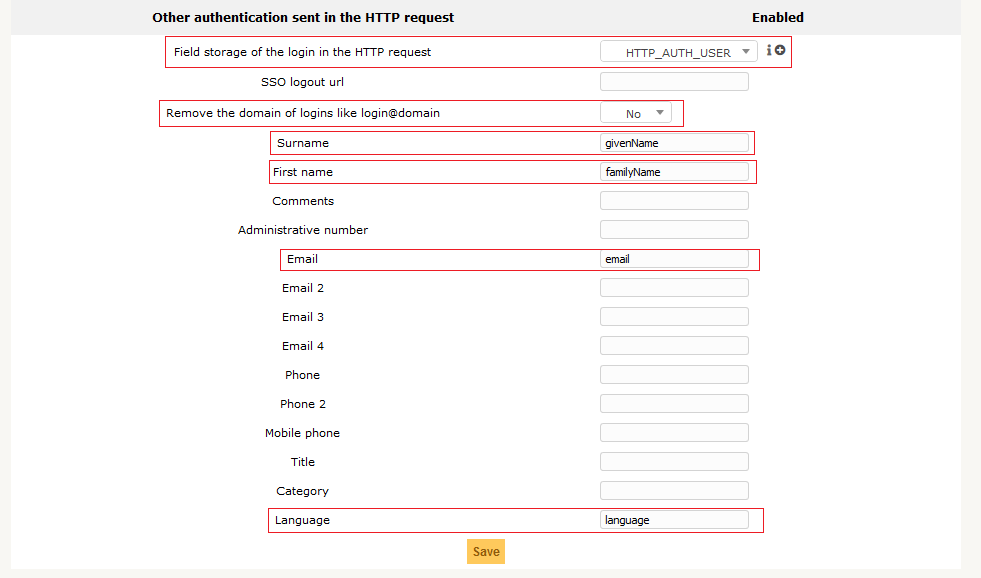 Other authentication sent in the HTTP request Enabled
Field storage of the login in the HTTP request HTTP_AUTH_USER
SSO logout url
Remove the domain of logins like login@domain No
Surname givenName
First name familyName
Comments
Administrative number
Email email
Email 2
Email 3
Email 4
Phone
Phone 2
Mobile phone
Title
Category
Language language
Save